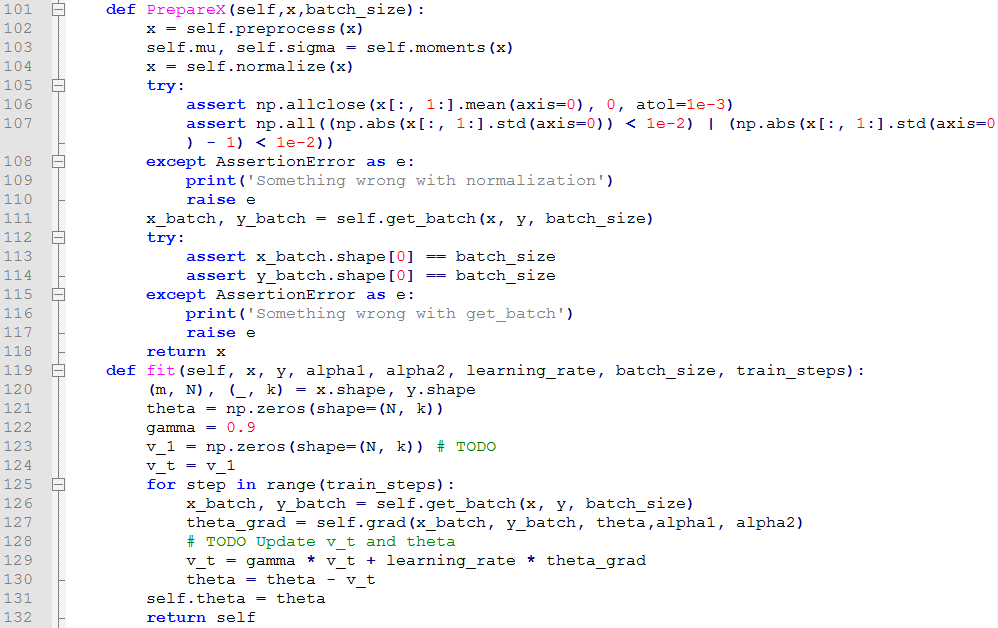 101 def PrepareX(self,x,batch_size):
102 x = self.preprocess(x)
103 self.mu, self.sigma = self.moments(x)
104 x = self.normalize(x)
105 try:
106 assert np.allclose(x[:, 1:].mean(axis=0), 0, atol=1e-3)
107 assert np.all((np.abs(x[:, 1:].std(axis=0)) < 1e-2) | (np.abs(x[:, 1:].std(axis=0
) - 1) < 1e-2))
108 except AssertionError as e:
109 print('Something wrong with normalization')
110 raise e
111 x_batch, y_batch = self.get_batch(x, y, batch_size)
112 try:
113 assert x_batch.shape[0] == batch_size
114 assert y_batch.shape[0] == batch_size
115 except AssertionError as e:
116 print('Something wrong with get_batch')
117 raise e
118 return x
119 def fit(self, x, y, alpha1, alpha2, learning_rate, batch_size, train_steps):
120 (m, N), (_, k) = x.shape, y.shape
121 theta = np.zeros(shape=(N, k))
122 gamma = 0.9
123 v_1 = np.zeros(shape=(N, k)) # TODO
124 v_t = v_1
125 for step in range(train_steps):
126 x_batch, y_batch = self.get_batch(x, y, batch_size)
127 theta_grad = self.grad(x_batch, y_batch, theta,alpha1, alpha2)
128 # TODO Update v_t and theta
129 v_t = gamma * v_t + learning_rate * theta_grad
130 theta = theta - v_t
131 self.theta = theta
132 return self